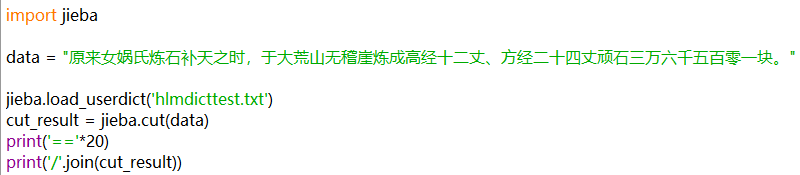 import jieba
data = "原来女娲氏炼石补天之时，于大荒山无稽崖炼成高经十二丈、方经二十四丈顽石三万六千五百零一块。"
jieba.load_userdict('hlmdicttest.txt')
cut_result = jieba.cut(data)
print('=='*20)
print('/'.join(cut_result))